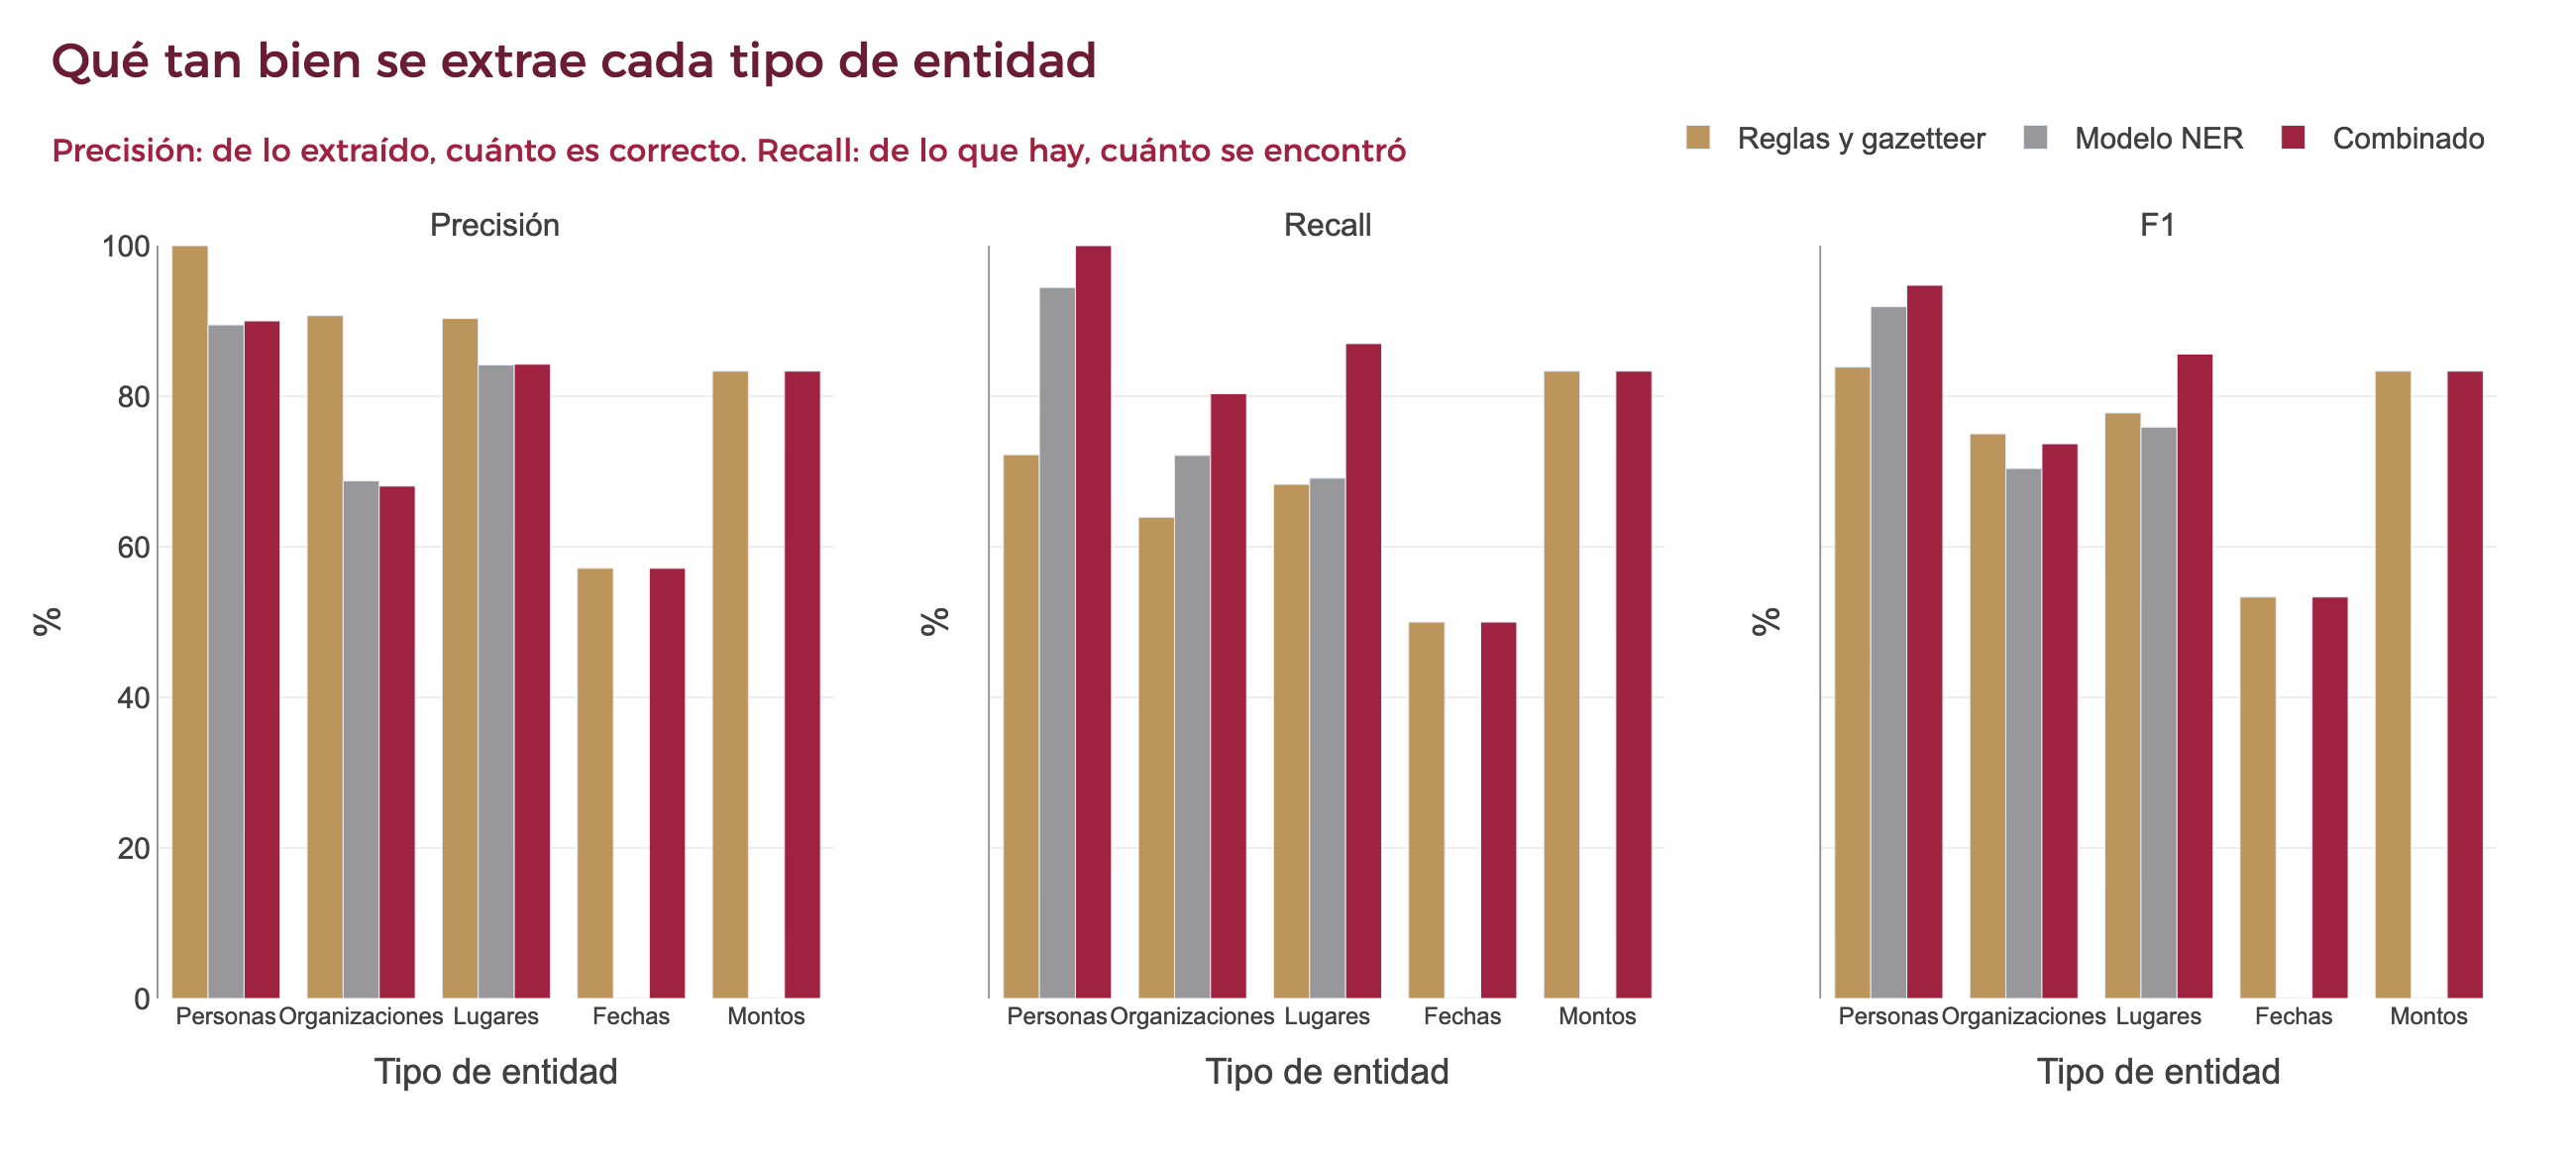 Qué tan bien se extrae cada tipo de entidad
Precisión: de lo extraído, cuánto es correcto. Recall: de lo que hay, cuánto se encontró
Reglas y gazetteer
Modelo NER
Combinado
Precisión
Recall
F1
100
80
60
40
20
0
%
%
%
Personas
Organizaciones
Lugares
Fechas
Montos
Personas
Organizaciones
Lugares
Fechas
Montos
Personas
Organizaciones
Lugares
Fechas
Montos
Tipo de entidad
Tipo de entidad
Tipo de entidad